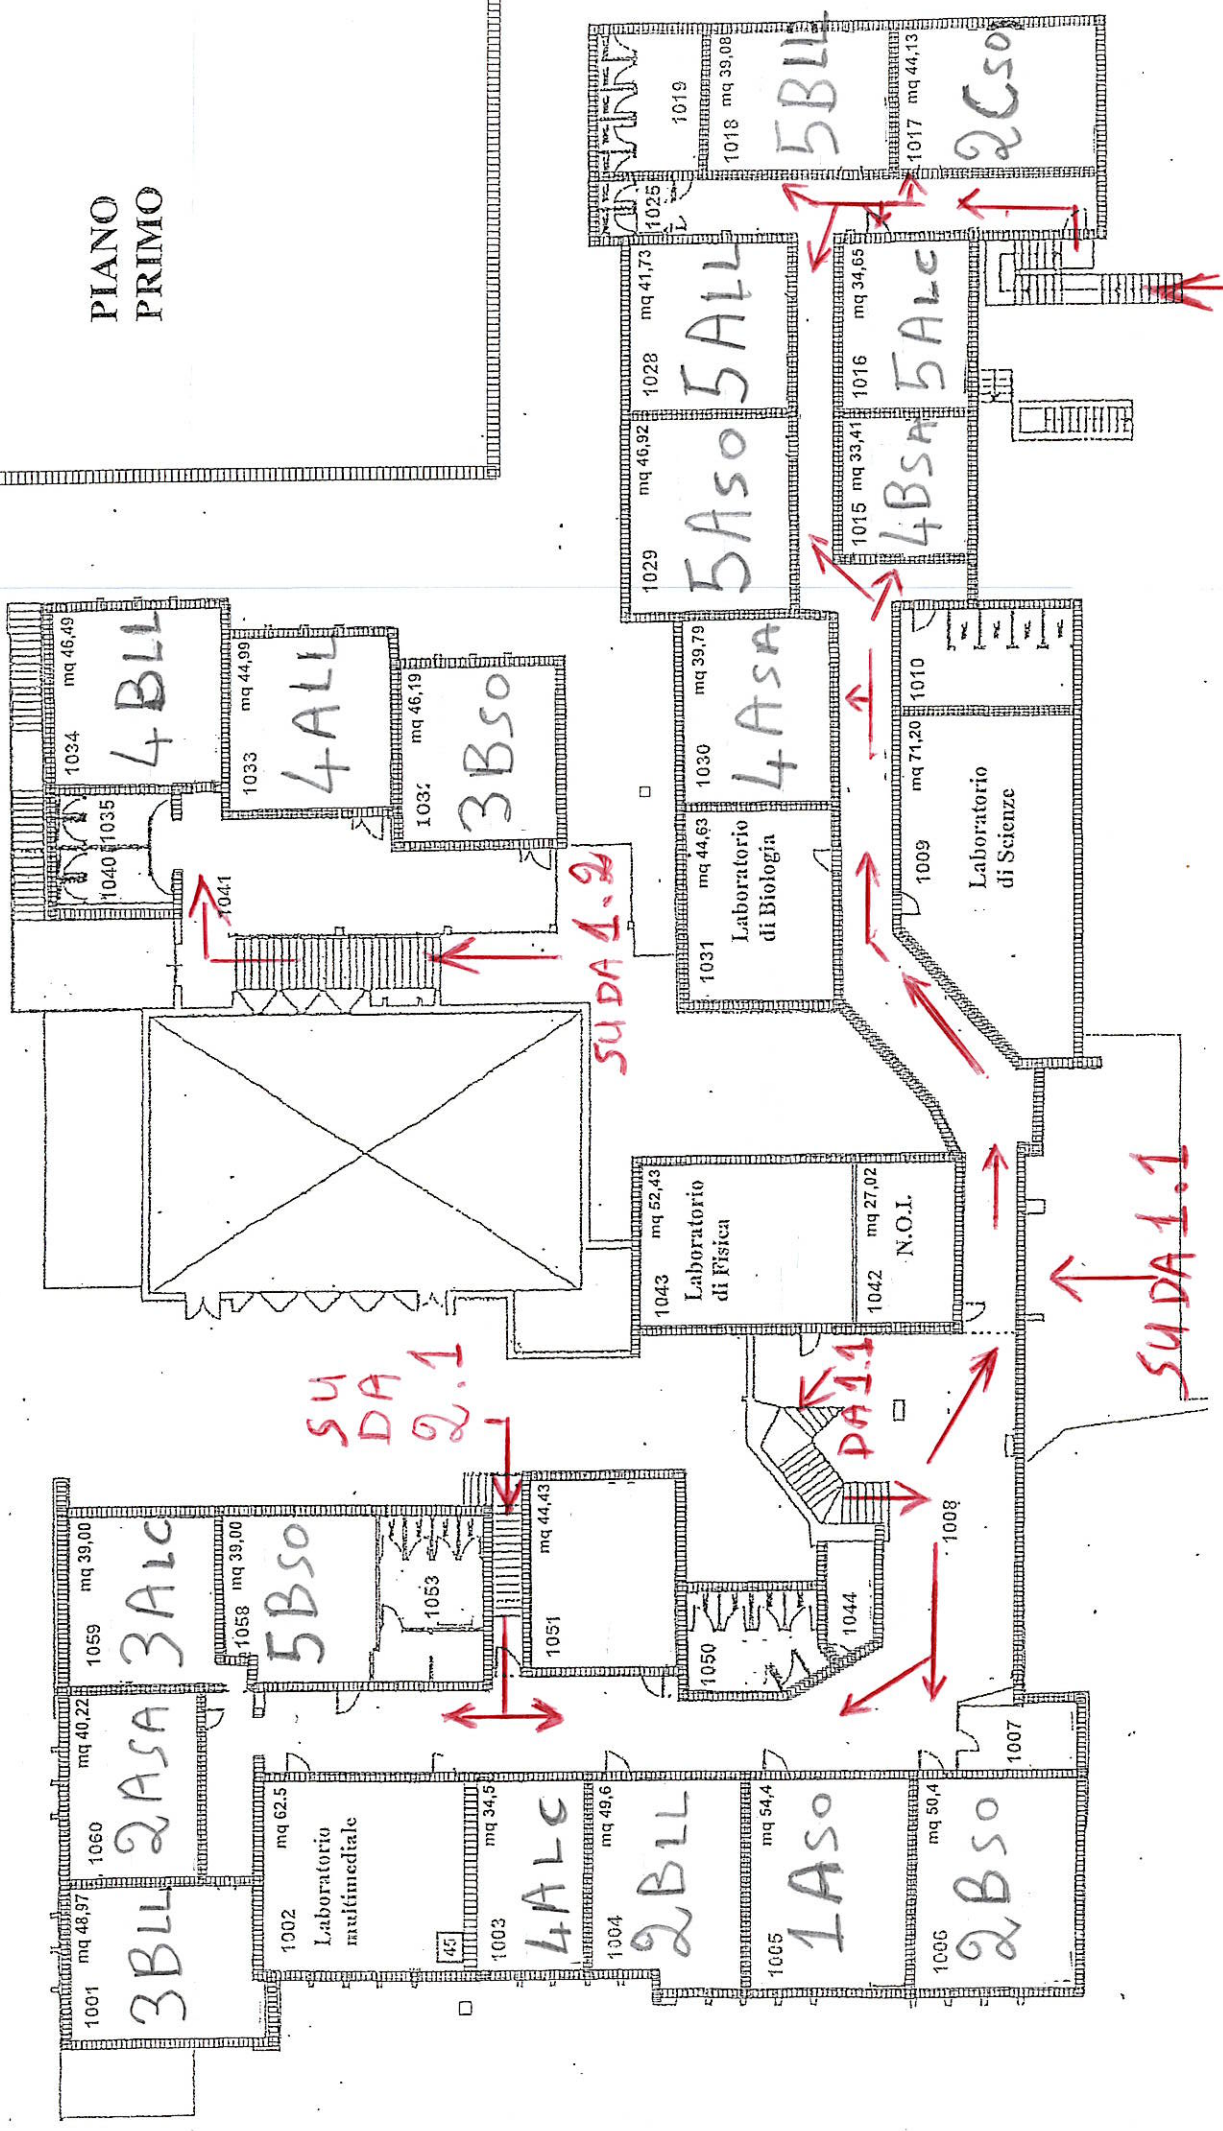 PIANO
PRIMO
1001 mq 48,97
3BLL
1060 mq 40,22
2ASA
1059 mq 39,00
3ALC
1058 mq 39,00
5BSO
1053
1002 mq 62.5
Laboratorio
multimediale
45
1003 mq 34,5
4ALC
1004 mq 49,6
2BLL
1005 mq 54,4
1ASO
1006 mq 50,4
2BSO
1007
1051 mq 44,43
1050
1044
1008
SU
DA
2.1
DA 1.1
SU DA 1.1
1043 mq 52,43
Laboratorio
di Fisica
1042 mq 27,02
N.O.I.
SU DA 1.2
1041
1040
1035
1034 mq 46,49
4BLL
1033 mq 44,99
4ALL
mq 46,19
3BSO
1031 mq 44,63
Laboratorio
di Biologia
1030 mq 39,79
4ASA
1009 mq 71,20
Laboratorio
di Scienze
1010
1029 mq 46,92
5ASO
1028 mq 41,73
5ALL
1015 mq 33,41
4BSA
1016 mq 34,65
5ALC
1025
1019
1018 mq 39,08
5BLL
1017 mq 44,13
2CSO